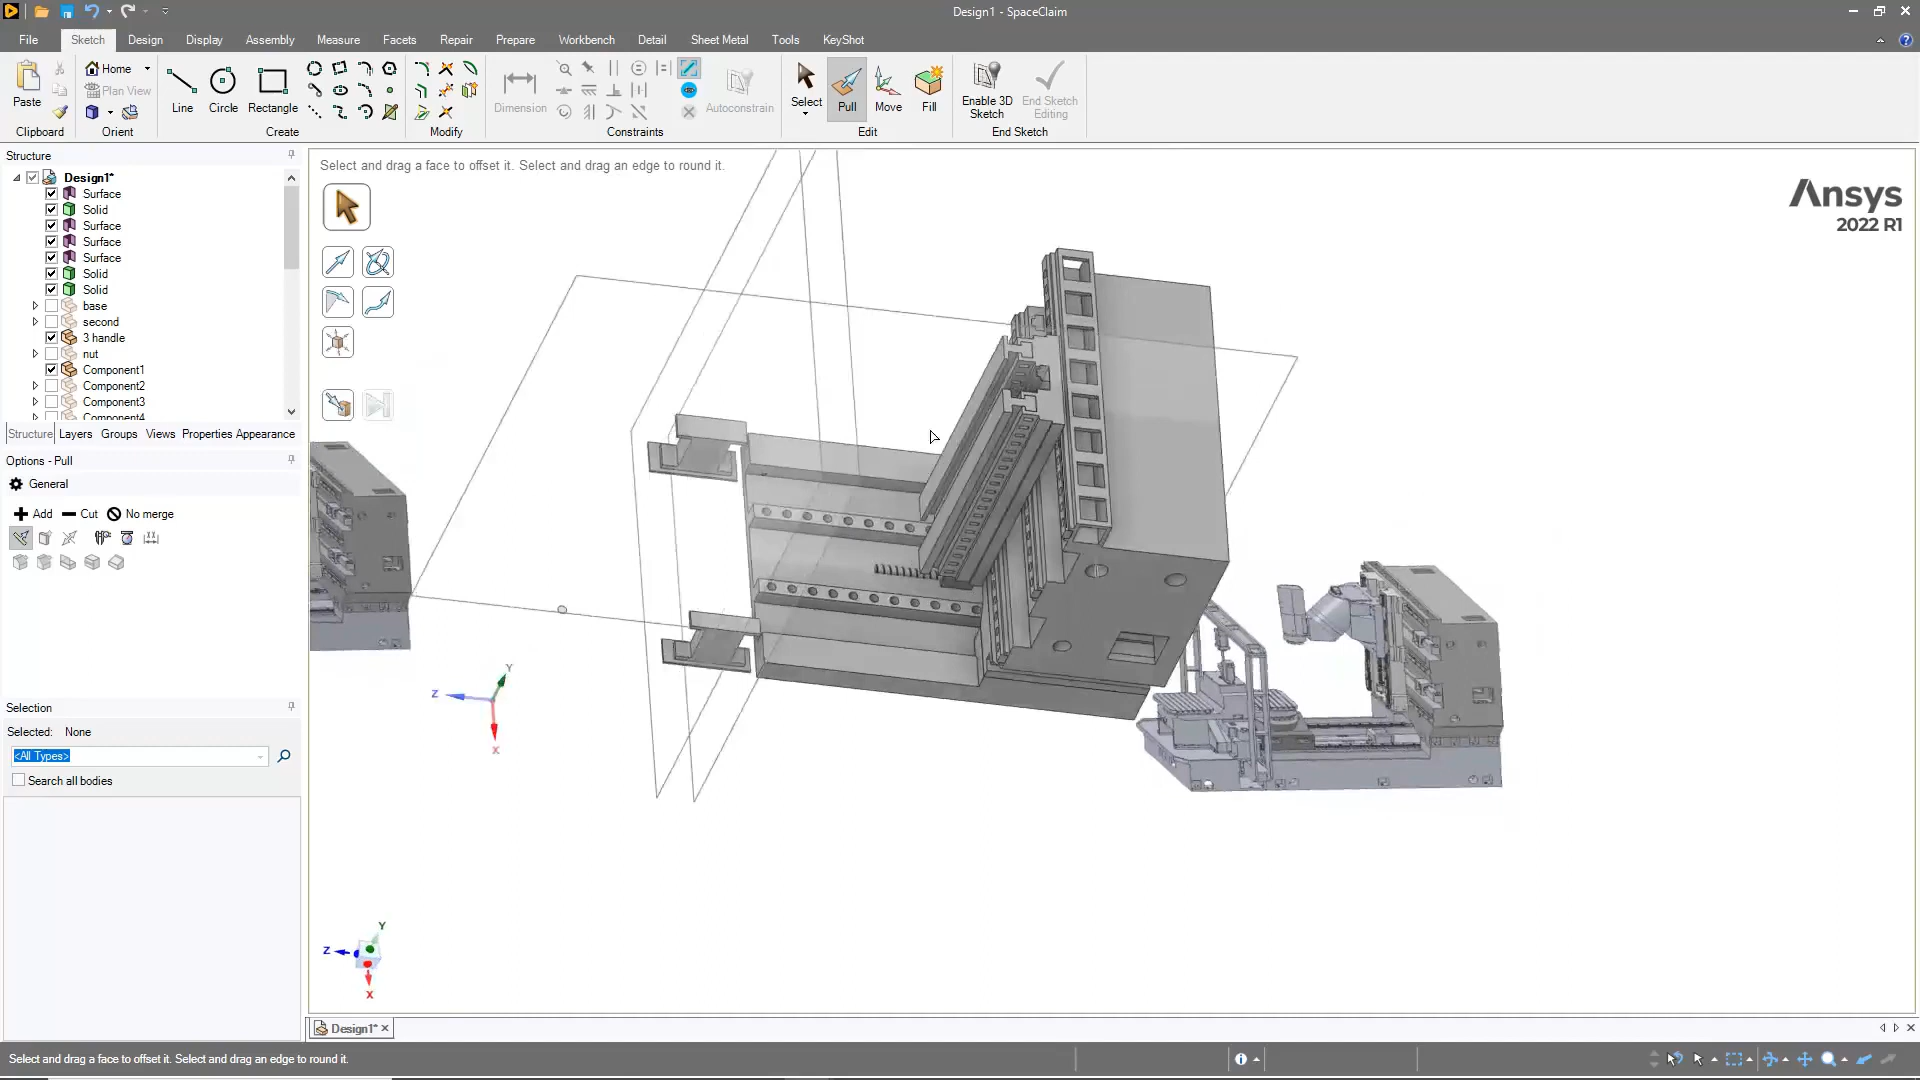 Design1 - SpaceClaim
File Sketch Design Display Assembly Measure Facets Repair Prepare Workbench Detail Sheet Metal Tools KeyShot
Paste
Home
Plan View
Line Circle Rectangle
Dimension
Autoconstrain
Select Pull Move Fill
Enable 3D Sketch
End Sketch Editing
Clipboard Orient Create Modify Constraints Edit End Sketch
Structure
Design1*
Surface
Solid
Surface
Surface
Surface
Solid
Solid
base
second
3 handle
nut
Component1
Component2
Component3
Component4
Structure Layers Groups Views Properties Appearance
Options - Pull
General
Add Cut No merge
Selection
Selected: None
<All Types>
Search all bodies
Select and drag a face to offset it. Select and drag an edge to round it.
Ansys
2022 R1
Y
Z
X
Y
Z
X
Design1*
Select and drag a face to offset it. Select and drag an edge to round it.